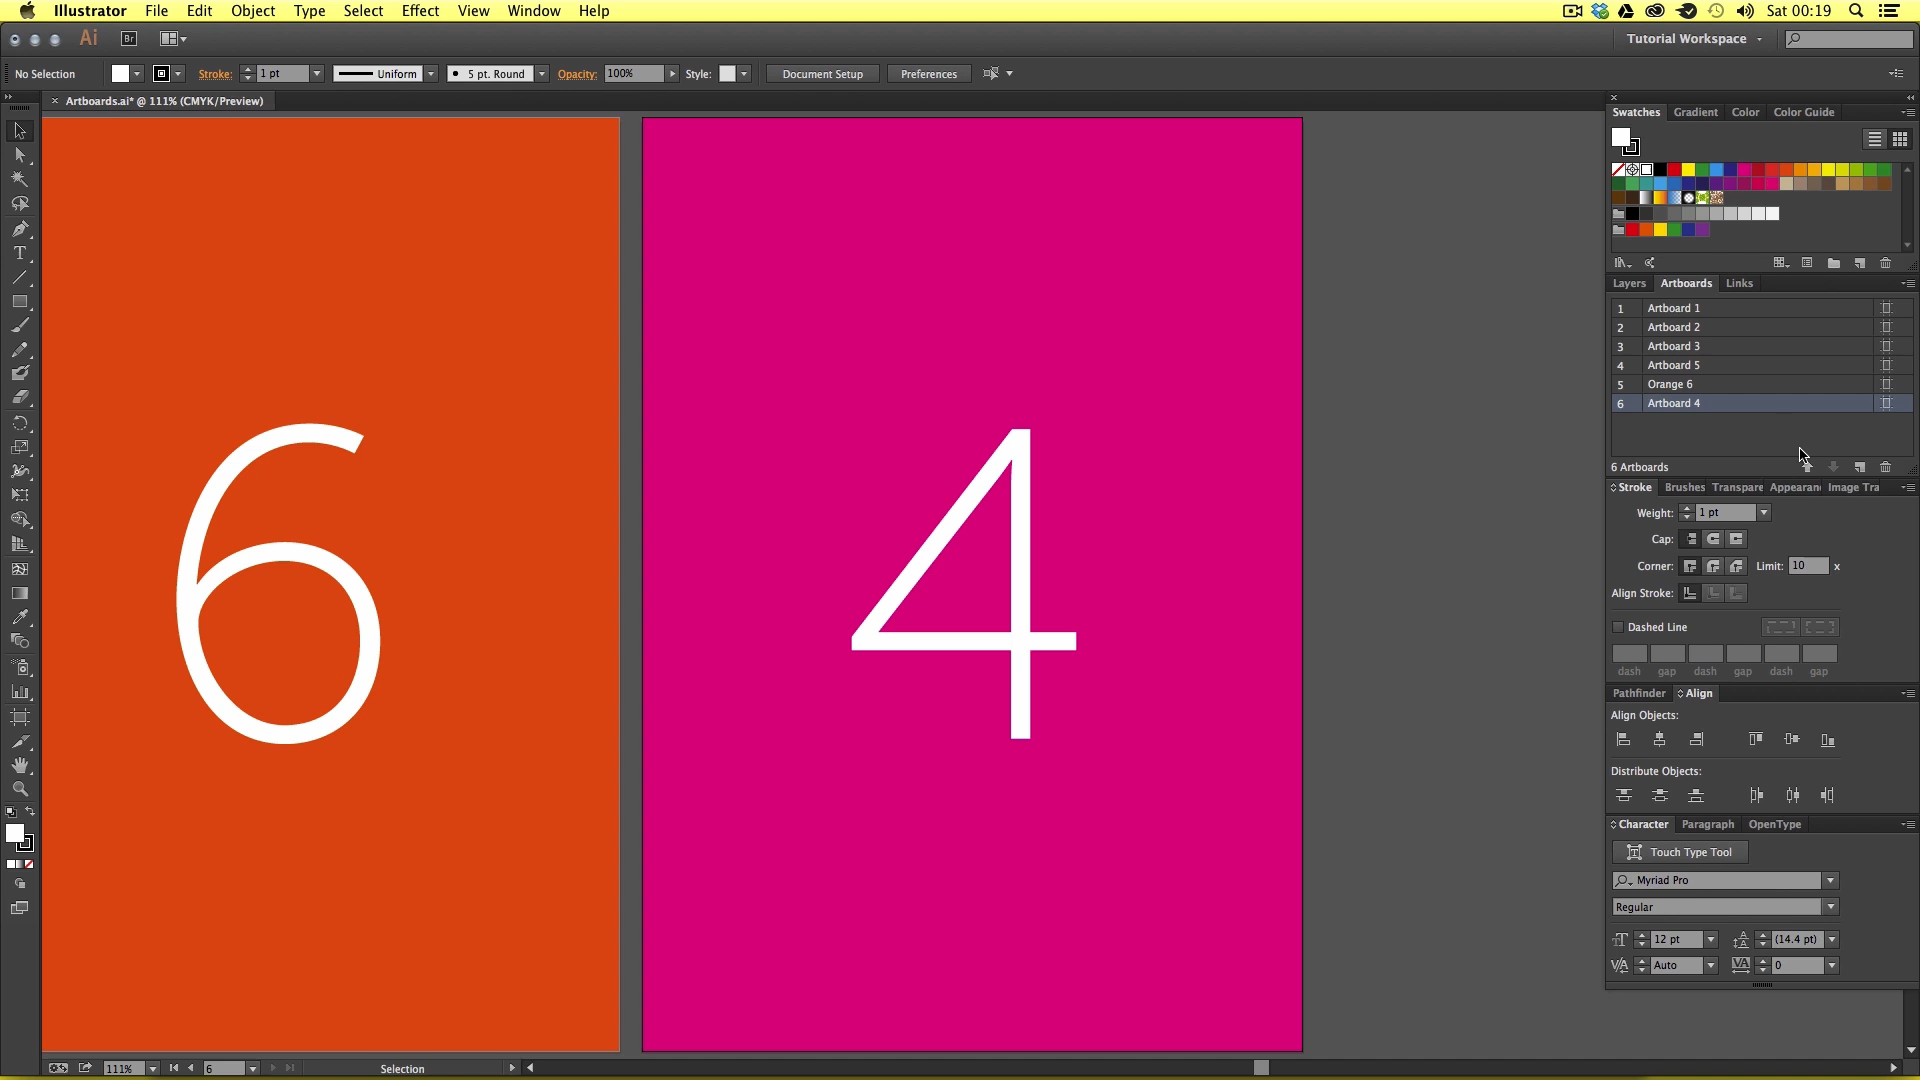 Illustrator File Edit Object Type Select Effect View Window Help Sat 00:19
Ai Br Tutorial Workspace
No Selection Stroke: 1 pt Uniform 5 pt. Round Opacity: 100% Style: Document Setup Preferences
Artboards.ai* @ 111% (CMYK/Preview)
Swatches Gradient Color Color Guide
Layers Artboards Links
1 Artboard 1
2 Artboard 2
3 Artboard 3
4 Artboard 5
5 Orange 6
6 Artboard 4
6 Artboards
6 4
Stroke Brushes Transpare Appearan Image Tra
Weight: 1 pt
Cap:
Corner: Limit: 10 x
Align Stroke:
Dashed Line
dash gap dash gap dash gap
Pathfinder Align
Align Objects:
Distribute Objects:
Character Paragraph OpenType
Touch Type Tool
Myriad Pro
Regular
12 pt (14.4 pt)
Auto 0
111% 6 Selection